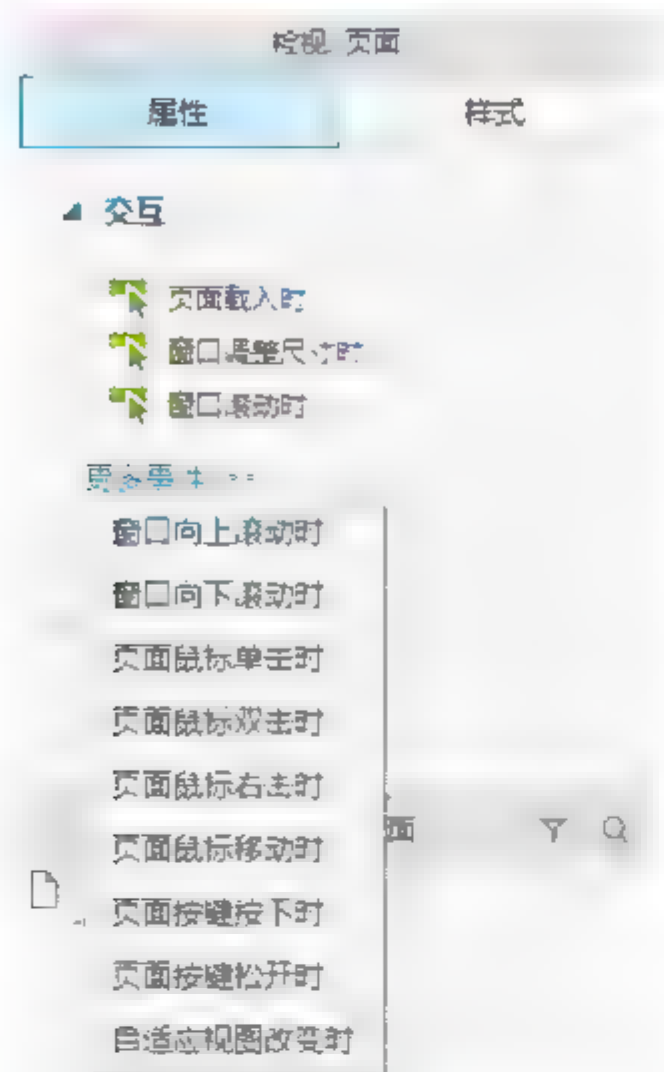 检视: 页面
属性 样式
交互
页面载入时
窗口调整尺寸时
窗口滚动时
更多事件 >>
窗口向上滚动时
窗口向下滚动时
页面鼠标单击时
页面鼠标双击时
页面鼠标右击时
页面鼠标移动时
面
页面按键按下时
页面按键松开时
自适应视图改变时